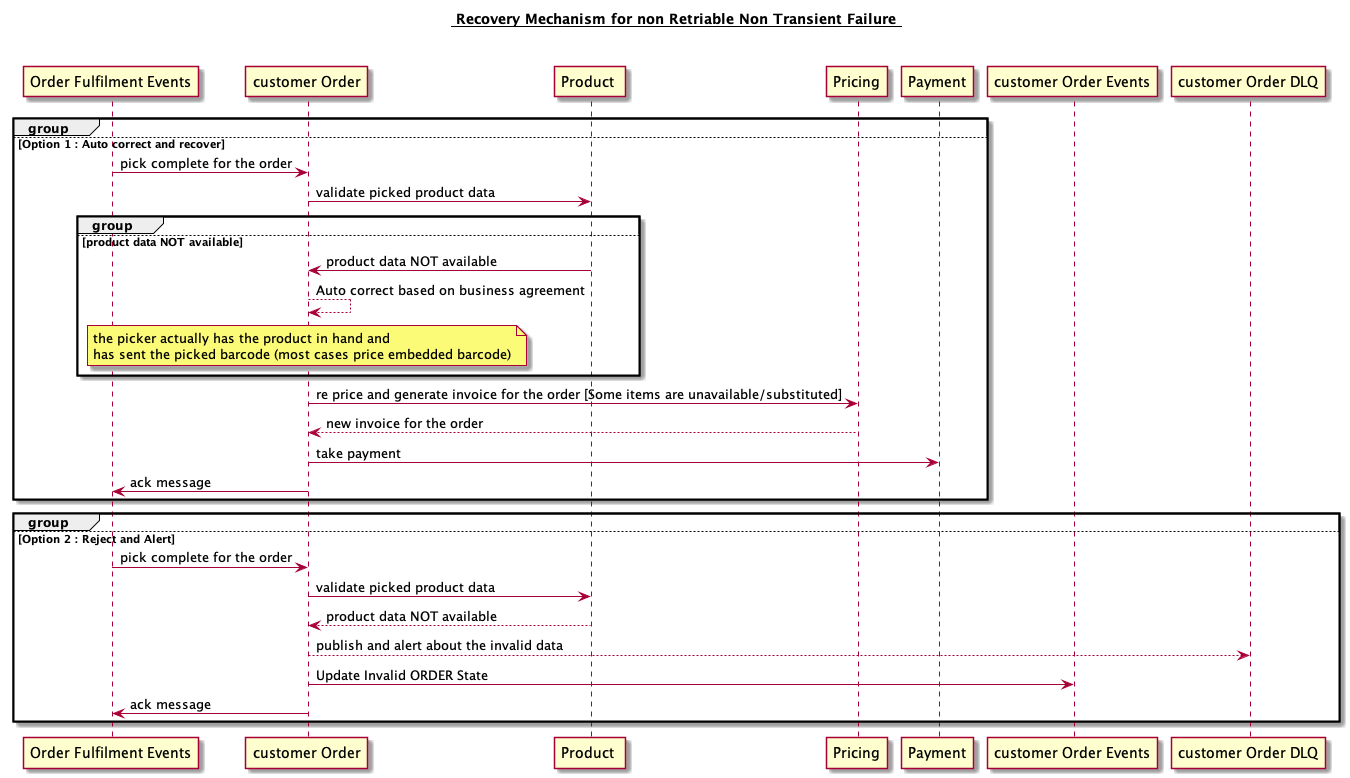 Recovery Mechanism for non Retriable Non Transient Failure
Order Fulfilment Events
customer Order
Product
Pricing
Payment
customer Order Events
customer Order DLQ
group
[Option 1 : Auto correct and recover]
pick complete for the order
validate picked product data
group
[product data NOT available]
product data NOT available
Auto correct based on business agreement
the picker actually has the product in hand and
has sent the picked barcode (most cases price embedded barcode)
re price and generate invoice for the order [Some items are unavailable/substituted]
new invoice for the order
take payment
ack message
group
[Option 2 : Reject and Alert]
pick complete for the order
validate picked product data
product data NOT available
publish and alert about the invalid data
Update Invalid ORDER State
ack message
Order Fulfilment Events
customer Order
Product
Pricing
Payment
customer Order Events
customer Order DLQ